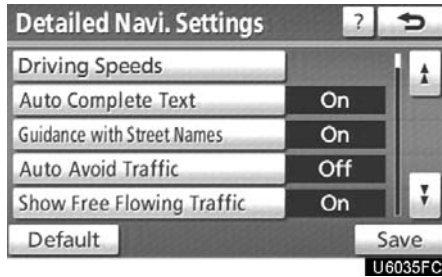 Detailed Navi. Settings ?
Driving Speeds
Auto Complete Text On
Guidance with Street Names On
Auto Avoid Traffic Off
Show Free Flowing Traffic On
Default Save
U6035FC